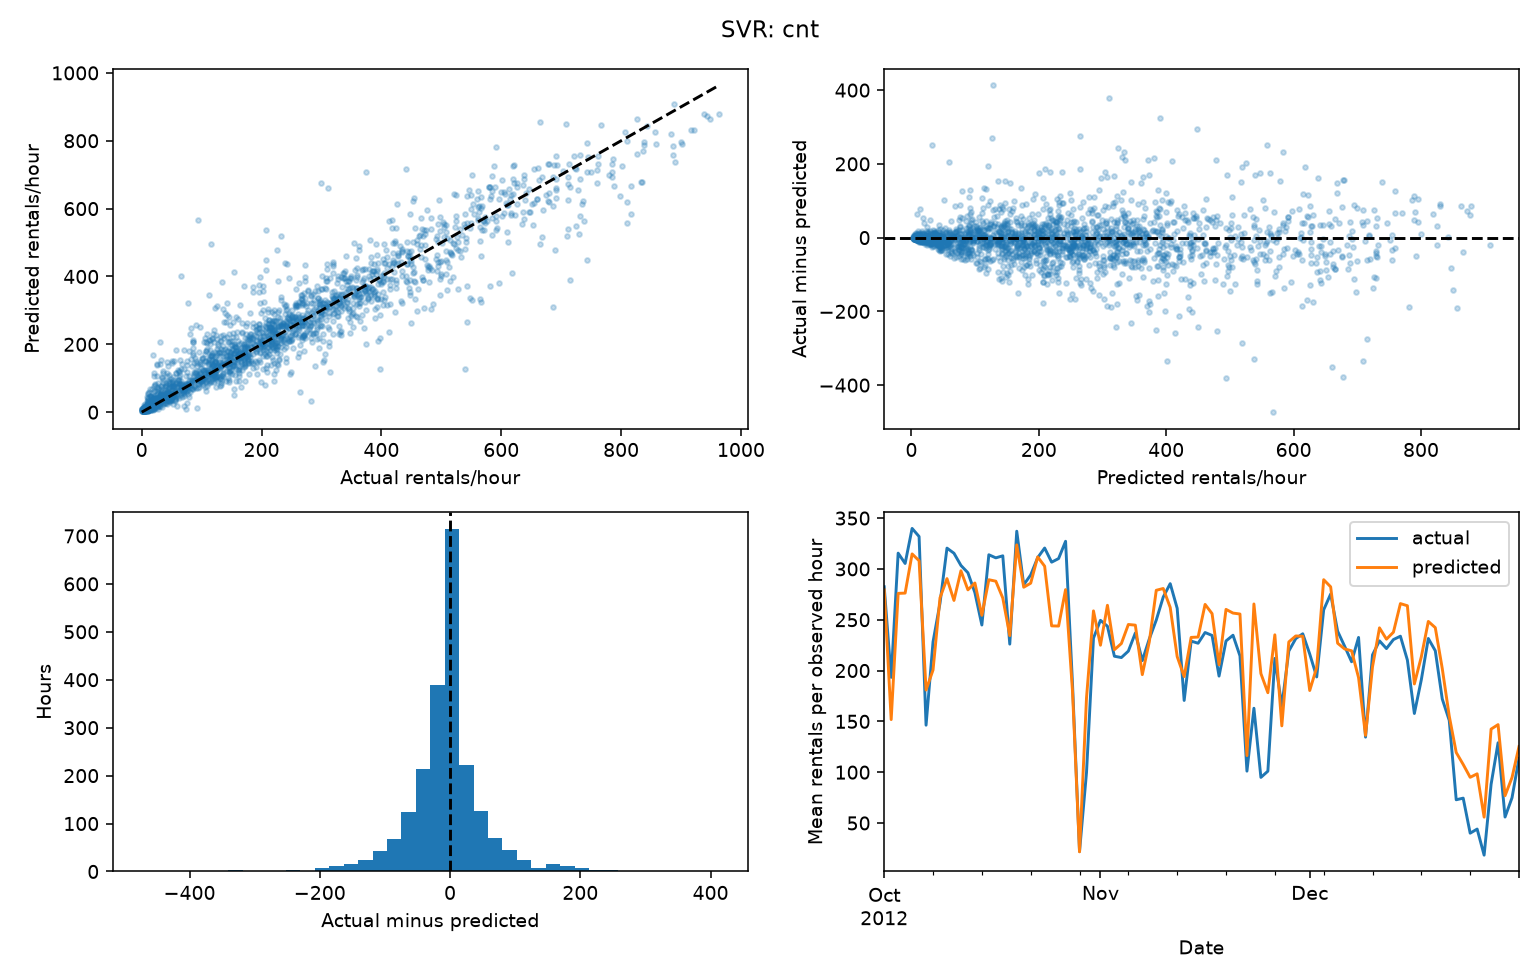 SVR: cnt
1000
800
600
400
200
0
Predicted rentals/hour
0 200 400 600 800 1000
Actual rentals/hour
400
200
0
−200
−400
Actual minus predicted
0 200 400 600 800
Predicted rentals/hour
700
600
500
400
300
200
100
0
Hours
−400 −200 0 200 400
Actual minus predicted
350
300
250
200
150
100
50
Mean rentals per observed hour
actual
predicted
Oct Nov Dec
2012
Date